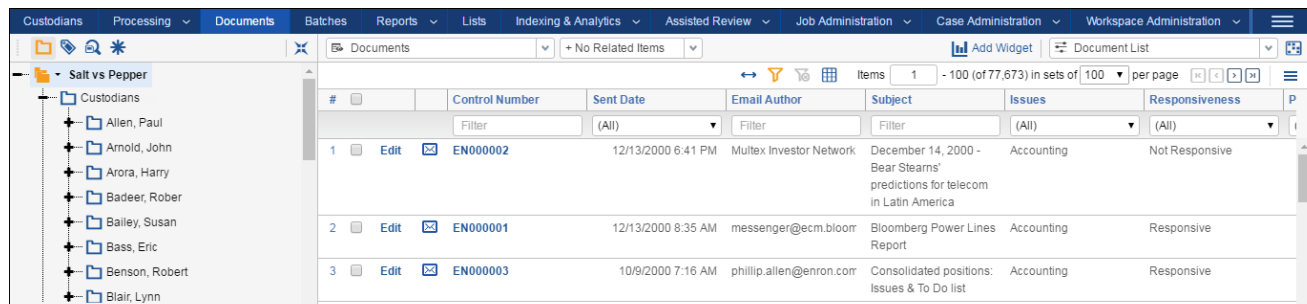 Custodians Processing Documents Batches Reports Lists Indexing & Analytics Assisted Review Job Administration Case Administration Workspace Administration
Documents + No Related Items Add Widget Document List
Salt vs Pepper
Custodians
Allen, Paul
Arnold, John
Arora, Harry
Badeer, Rober
Bailey, Susan
Bass, Eric
Benson, Robert
Blair, Lynn
Items 1 - 100 (of 77,673) in sets of 100 per page
# Control Number Sent Date Email Author Subject Issues Responsiveness P
Filter (All) Filter Filter (All) (All)
1 Edit EN000002 12/13/2000 6:41 PM Multex Investor Network December 14, 2000 - Accounting Not Responsive
Bear Stearns'
predictions for telecom
in Latin America
2 Edit EN000001 12/13/2000 8:35 AM messenger@ecm.bloom Bloomberg Power Lines Accounting Responsive
Report
3 Edit EN000003 10/9/2000 7:16 AM phillip.allen@enron.com Consolidated positions: Accounting Responsive
Issues & To Do list